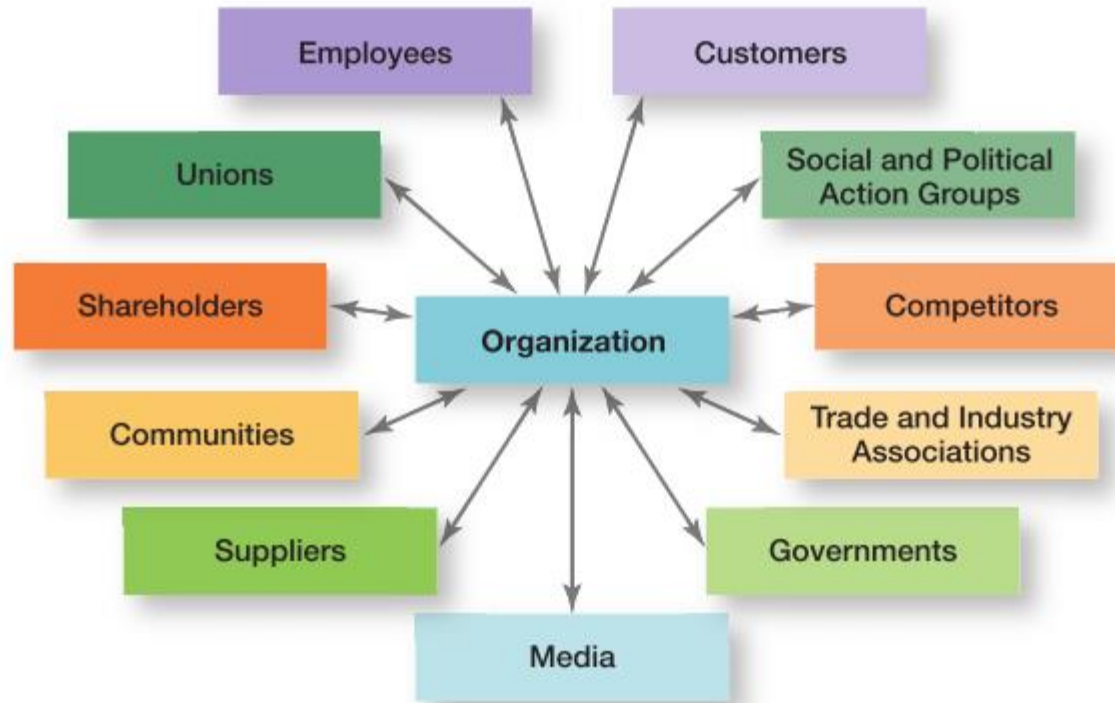 Employees
Customers
Unions
Social and Political
Action Groups
Shareholders
Organization
Competitors
Communities
Trade and Industry
Associations
Suppliers
Governments
Media